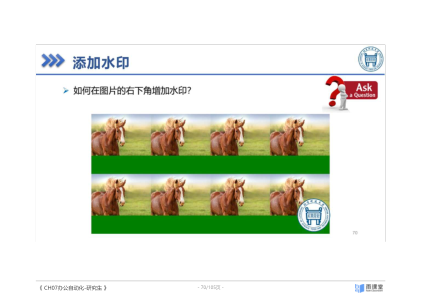 添加水印
如何在图片的右下角增加水印?
Ask
a Question
70
《 CH07办公自动化-研究生 》
- 70/103页 -
雨课堂